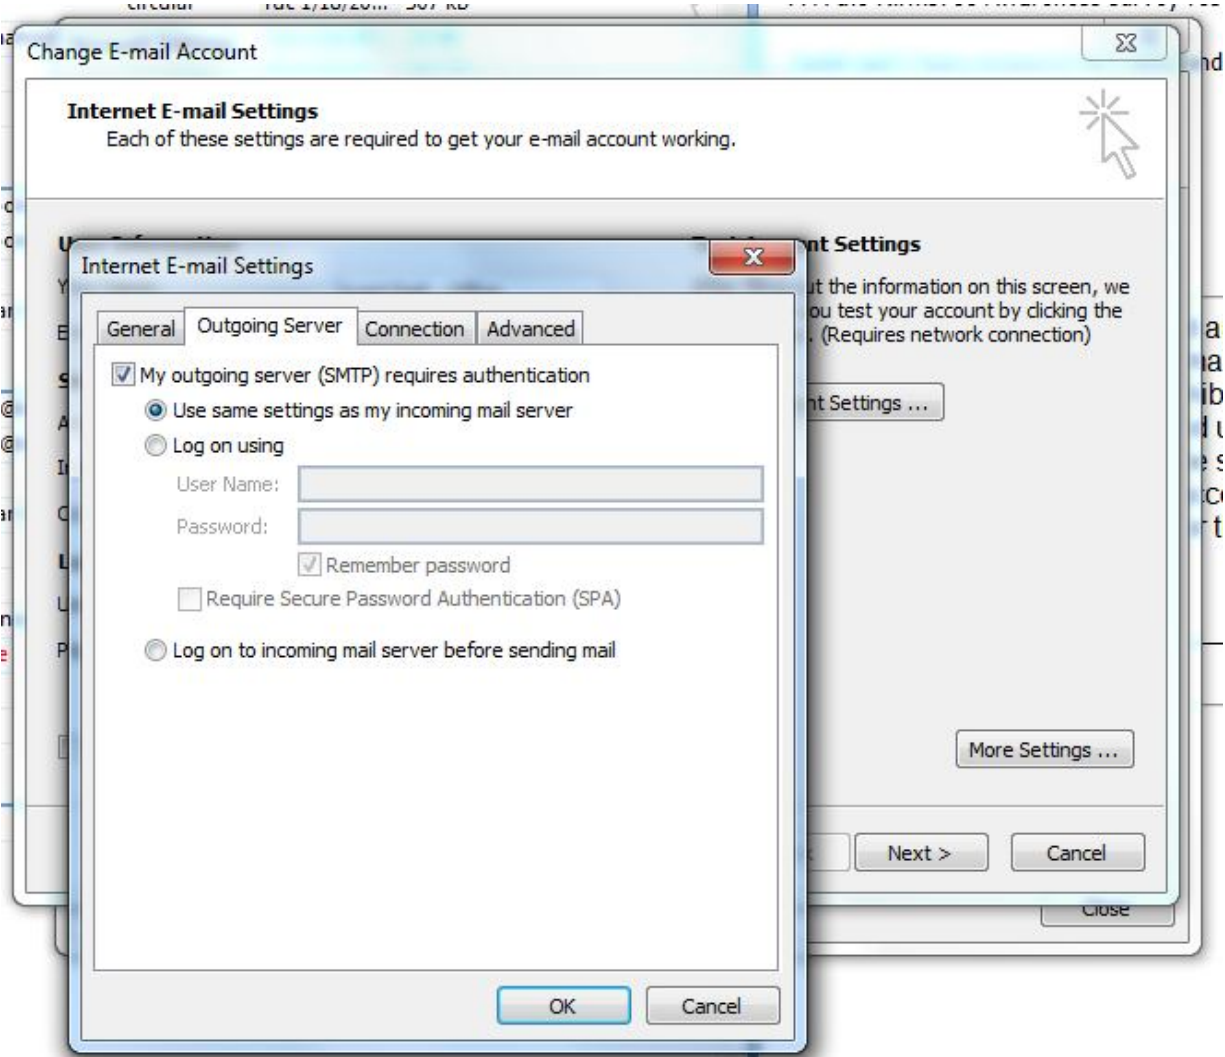 Change E-mail Account
Internet E-mail Settings
Each of these settings are required to get your e-mail account working.
nt Settings
Internet E-mail Settings
ut the information on this screen, we
ou test your account by clicking the
. (Requires network connection)
General Outgoing Server Connection Advanced
My outgoing server (SMTP) requires authentication
Use same settings as my incoming mail server
nt Settings ...
Log on using
User Name:
Password:
Remember password
Require Secure Password Authentication (SPA)
Log on to incoming mail server before sending mail
More Settings ...
Next >
Cancel
Close
OK
Cancel